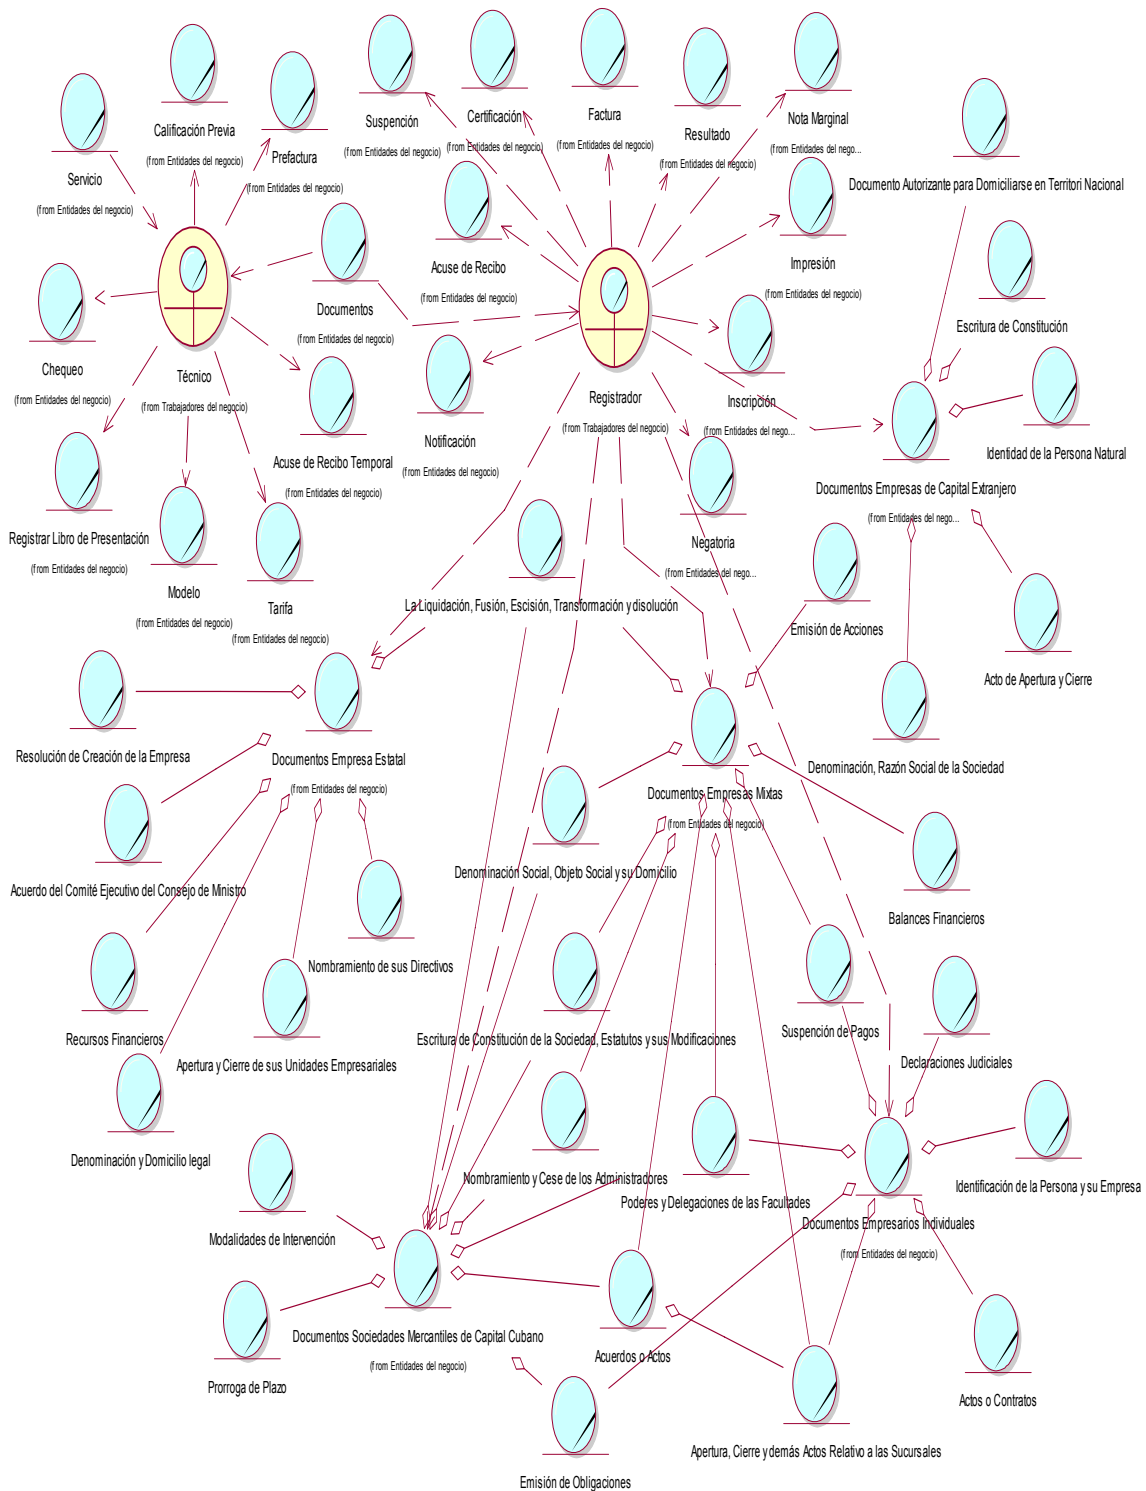 Suspención
(from Entidades del negocio)
Certificación
(from Entidades del negocio)
Factura
(from Entidades del negocio)
Resultado
(from Entidades del negocio)
Nota Marginal
(from Entidades del nego...
Calificación Previa
(from Entidades del negocio)
Prefactura
(from Entidades del negocio)
Servicio
(from Entidades del negocio)
Documento Autorizante para Domiciliarse en Territori Nacional
Acuse de Recibo
(from Entidades del negocio)
Impresión
(from Entidades del negocio)
Documentos
(from Entidades del negocio)
Escritura de Constitución
Chequeo
(from Entidades del negocio)
Técnico
(from Trabajadores del negocio)
Registrador
(from Trabajadores del negocio)
Inscripción
(from Entidades del nego...
Notificación
(from Entidades del negocio)
Acuse de Recibo Temporal
(from Entidades del negocio)
Identidad de la Persona Natural
Documentos Empresas de Capital Extranjero
(from Entidades del nego...
Registrar Libro de Presentación
(from Entidades del negocio)
Negatoria
(from Entidades del nego...
Modelo
(from Entidades del negocio)
Tarifa
(from Entidades del negocio)
La Liquidación, Fusión, Escisión, Transformación y disolución
Emisión de Acciones
Acto de Apertura y Cierre
Resolución de Creación de la Empresa
Documentos Empresa Estatal
(from Entidades del negocio)
Denominación, Razón Social de la Sociedad
Documentos Empresas Mixtas
(from Entidades del negocio)
Denominación Social, Objeto Social y su Domicilio
Acuerdo del Comité Ejecutivo del Consejo de Ministro
Balances Financieros
Nombramiento de sus Directivos
Recursos Financieros
Apertura y Cierre de sus Unidades Empresariales
Escritura de Constitución de la Sociedad, Estatutos y sus Modificaciones
Suspención de Pagos
Declaraciones Judiciales
Denominación y Domicilio legal
Nombramiento y Cese de los Administradores
Poderes y Delegaciones de las Facultades
Identificación de la Persona y su Empresa
Documentos Empresarios Individuales
(from Entidades del negocio)
Modalidades de Intervención
Documentos Sociedades Mercantiles de Capital Cubano
(from Entidades del negocio)
Acuerdos o Actos
Prorroga de Plazo
Actos o Contratos
Apertura, Cierre y demás Actos Relativo a las Sucursales
Emisión de Obligaciones